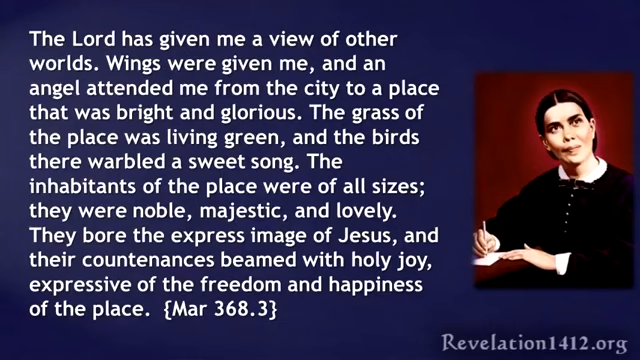 The Lord has given me a view of other
worlds. Wings were given me, and an
angel attended me from the city to a place
that was bright and glorious. The grass of
the place was living green, and the birds
there warbled a sweet song. The
inhabitants of the place were of all sizes;
they were noble, majestic, and lovely.
They bore the express image of Jesus, and
their countenances beamed with holy joy,
expressive of the freedom and happiness
of the place. {Mar 368.3}
Revelation1412.org